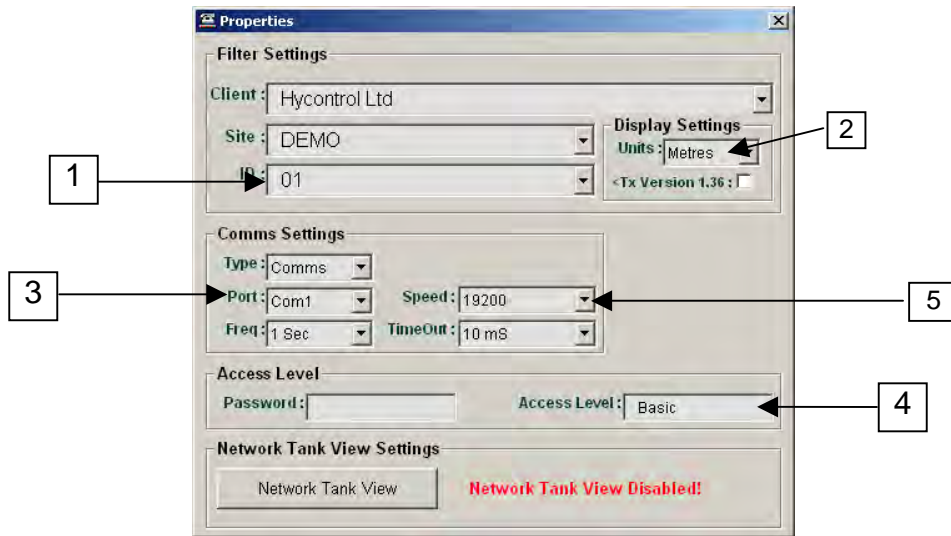 Properties
Filter Settings
Client : Hycontrol Ltd
Site : DEMO
ID : 01
Display Settings
Units : Metres
<Tx Version 1.36 :
1
2
Comms Settings
Type : Comms
Port : Com1 Speed : 19200
Freq : 1 Sec TimeOut : 10 mS
3
5
Access Level
Password : Access Level : Basic
4
Network Tank View Settings
Network Tank View Network Tank View Disabled!